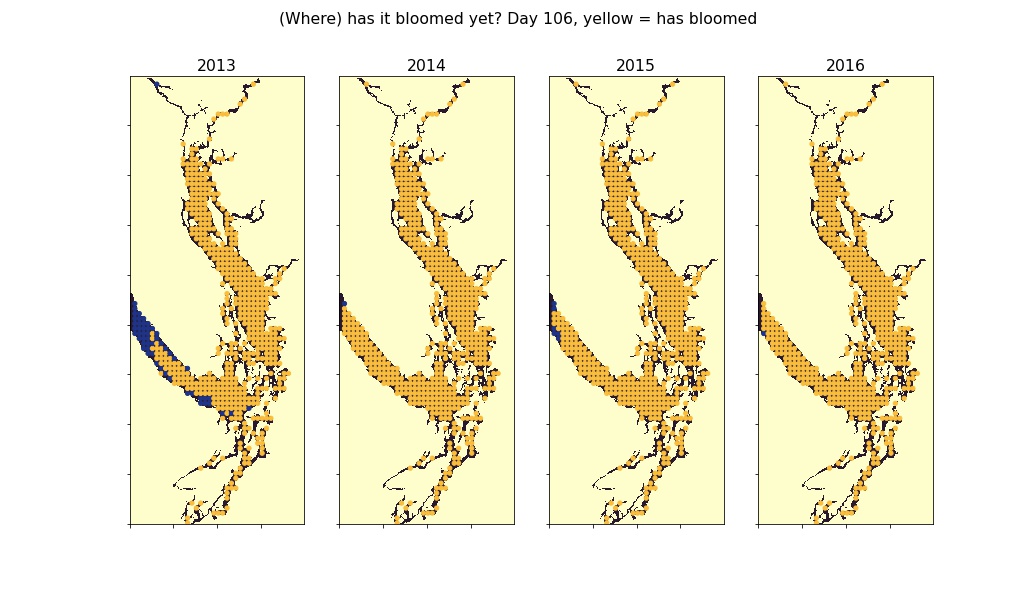 (Where) has it bloomed yet? Day 106, yellow = has bloomed
2013
2014
2015
2016